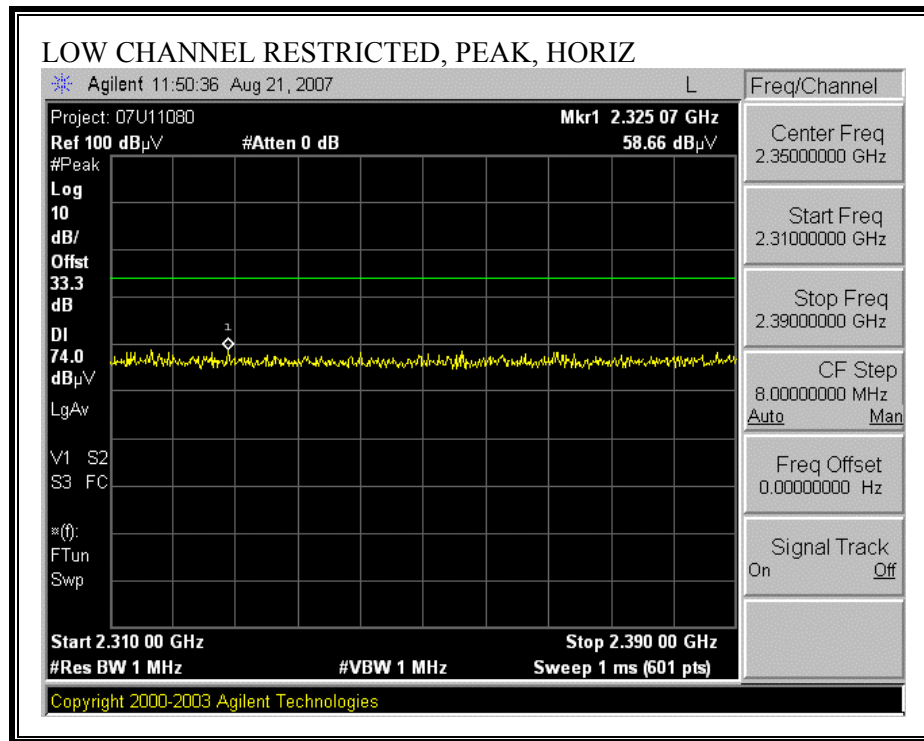 LOW CHANNEL RESTRICTED, PEAK, HORIZ
Agilent 11:50:36 Aug 21, 2007
L
Freq/Channel
Project: 07U11080
Mkr1 2.325 07 GHz
Ref 100 dBµV
#Atten 0 dB
58.66 dBµV
#Peak
Log
10
dB/
Offst
33.3
dB
DI
74.0
dBµV
LgAv
V1 S2
S3 FC
¤(f):
FTun
Swp
1
Start 2.310 00 GHz
Stop 2.390 00 GHz
#Res BW 1 MHz
#VBW 1 MHz
Sweep 1 ms (601 pts)
Center Freq
2.35000000 GHz
Start Freq
2.31000000 GHz
Stop Freq
2.39000000 GHz
CF Step
8.00000000 MHz
Auto Man
Freq Offset
0.00000000 Hz
Signal Track
On Off
Copyright 2000-2003 Agilent Technologies